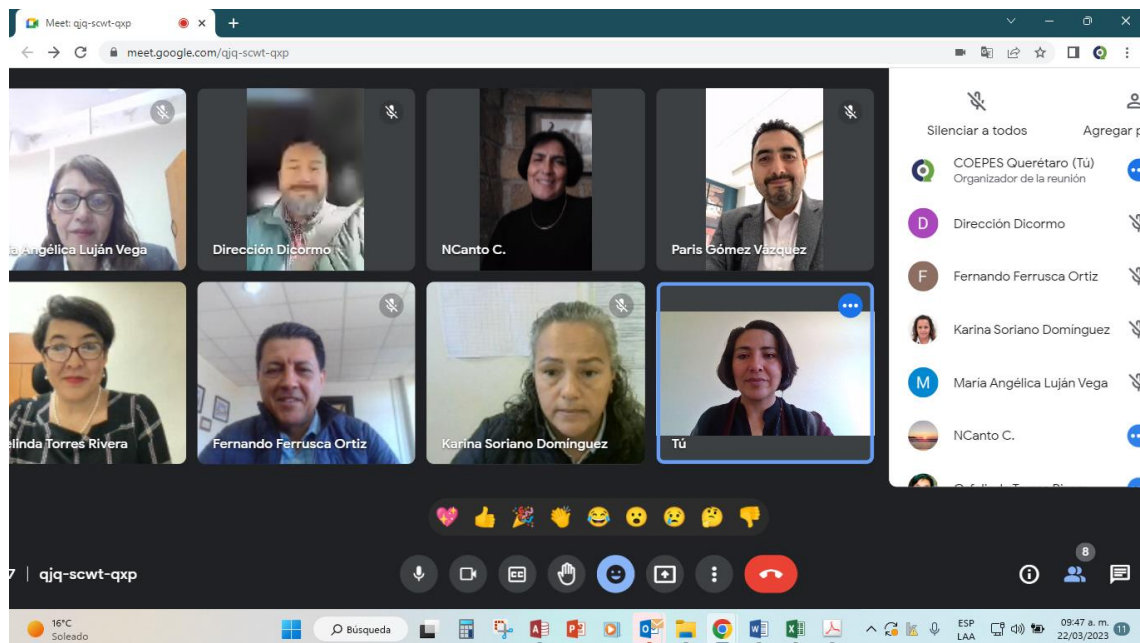 Meet: qjq-scwt-qxp
meet.google.com/qjq-scwt-qxp
Silenciar a todos
Agregar p
COEPES Querétaro (Tú)
Organizador de la reunión
D Dirección Dicormo
F Fernando Ferrusca Ortiz
Karina Soriano Domínguez
M María Angélica Luján Vega
NCanto C.
Angélica Luján Vega
Dirección Dicormo
NCanto C.
Paris Gómez Vázquez
linda Torres Rivera
Fernando Ferrusca Ortiz
Karina Soriano Domínguez
Tú
7 | qjq-scwt-qxp
CC
8
16°C
Soleado
Búsqueda
ESP
LAA
09:47 a. m.
22/03/2023
11